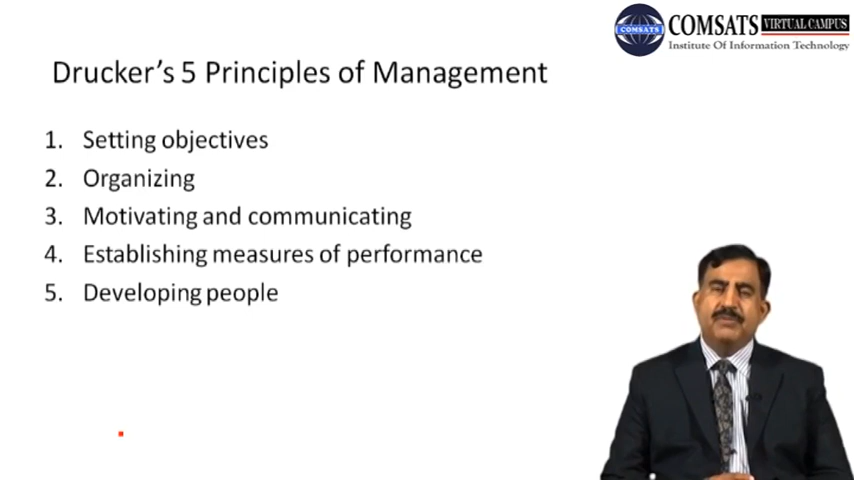 COMSATS VIRTUAL CAMPUS
Institute Of Information Technology
COMSATS
Drucker's 5 Principles of Management
1. Setting objectives
2. Organizing
3. Motivating and communicating
4. Establishing measures of performance
5. Developing people